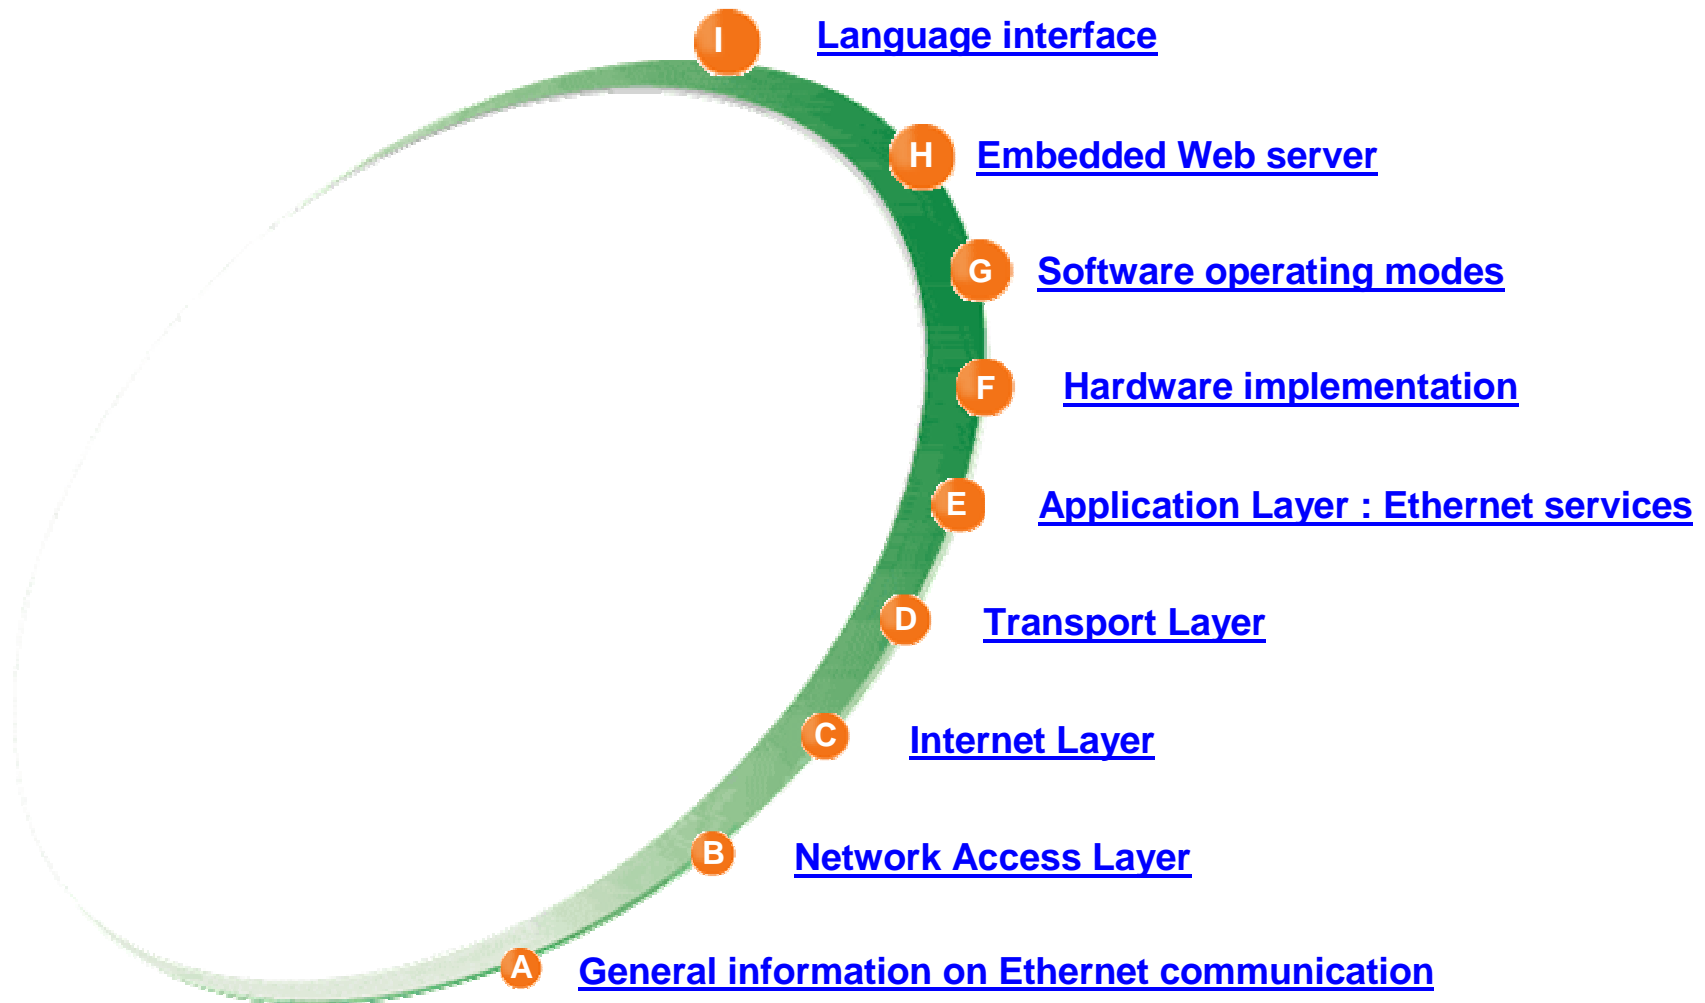 I Language interface
H Embedded Web server
G Software operating modes
F Hardware implementation
E Application Layer : Ethernet services
D Transport Layer
C Internet Layer
B Network Access Layer
A General information on Ethernet communication